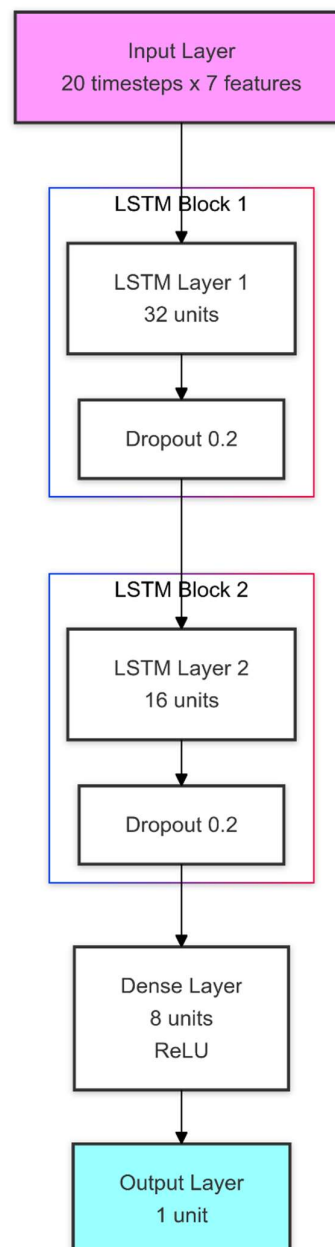 Input Layer
20 timesteps x 7 features
LSTM Block 1
LSTM Layer 1
32 units
Dropout 0.2
LSTM Block 2
LSTM Layer 2
16 units
Dropout 0.2
Dense Layer
8 units
ReLU
Output Layer
1 unit